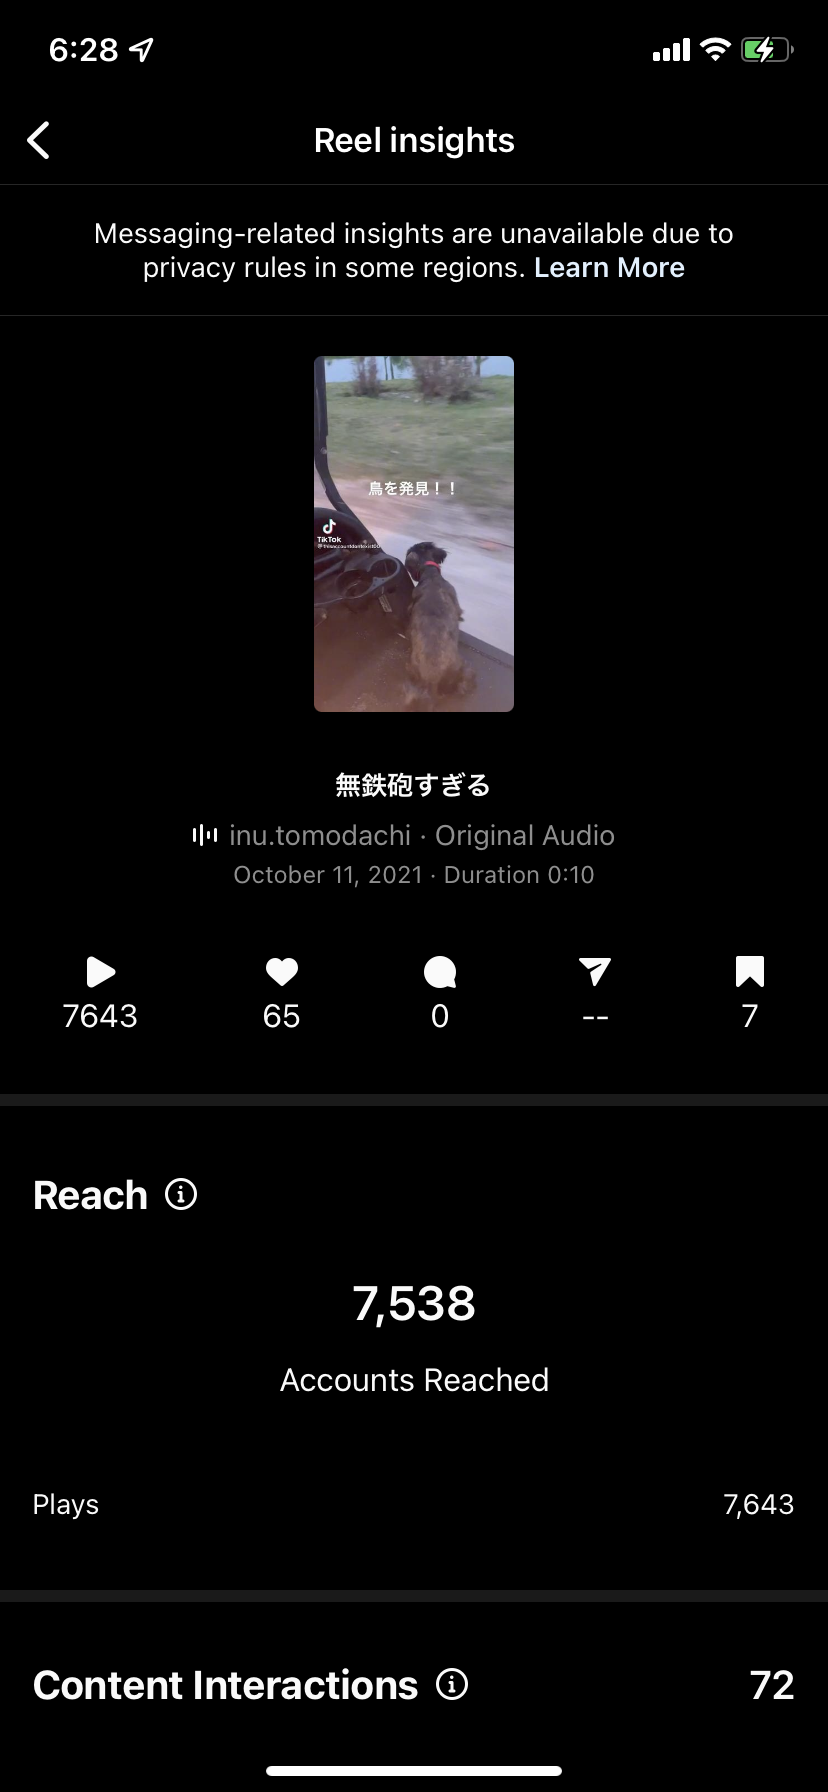 6:28
Reel insights
Messaging-related insights are unavailable due to
privacy rules in some regions. Learn More
鳥を発見！！
TikTok
無鉄砲すぎる
inu.tomodachi · Original Audio
October 11, 2021 · Duration 0:10
7643 65 0 -- 7
Reach
7,538
Accounts Reached
Plays 7,643
Content Interactions 72